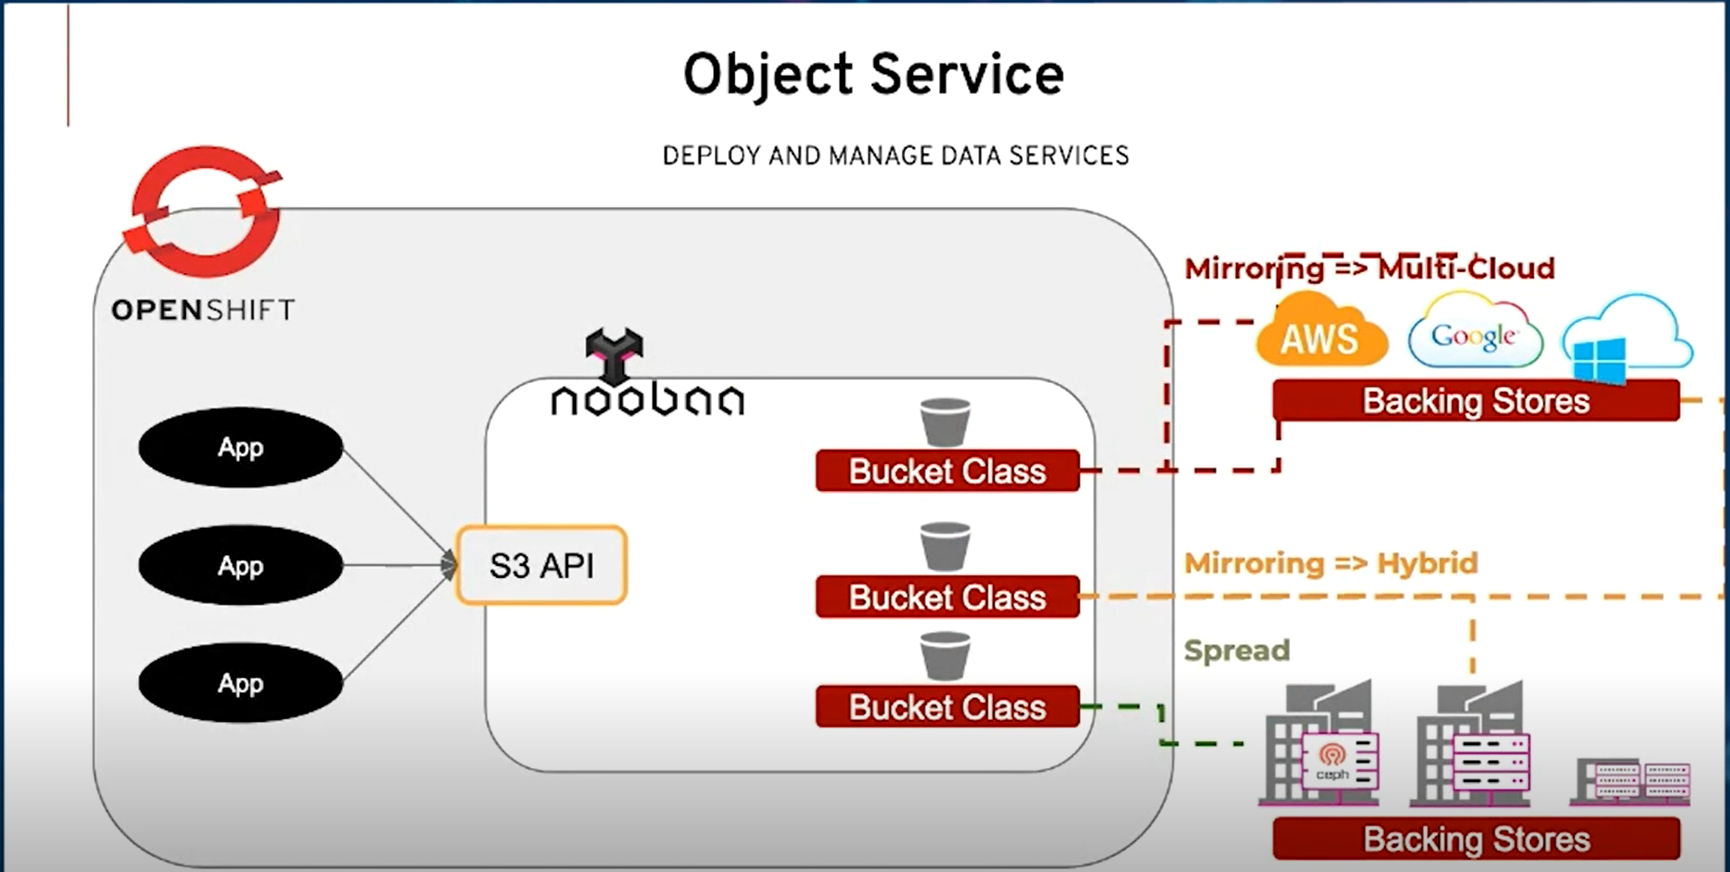 Object Service
DEPLOY AND MANAGE DATA SERVICES
OPENSHIFT
noobaa
App
App
App
S3 API
Bucket Class
Bucket Class
Bucket Class
Mirroring => Multi-Cloud
AWS
Google
Backing Stores
Mirroring => Hybrid
Spread
ceph
Backing Stores